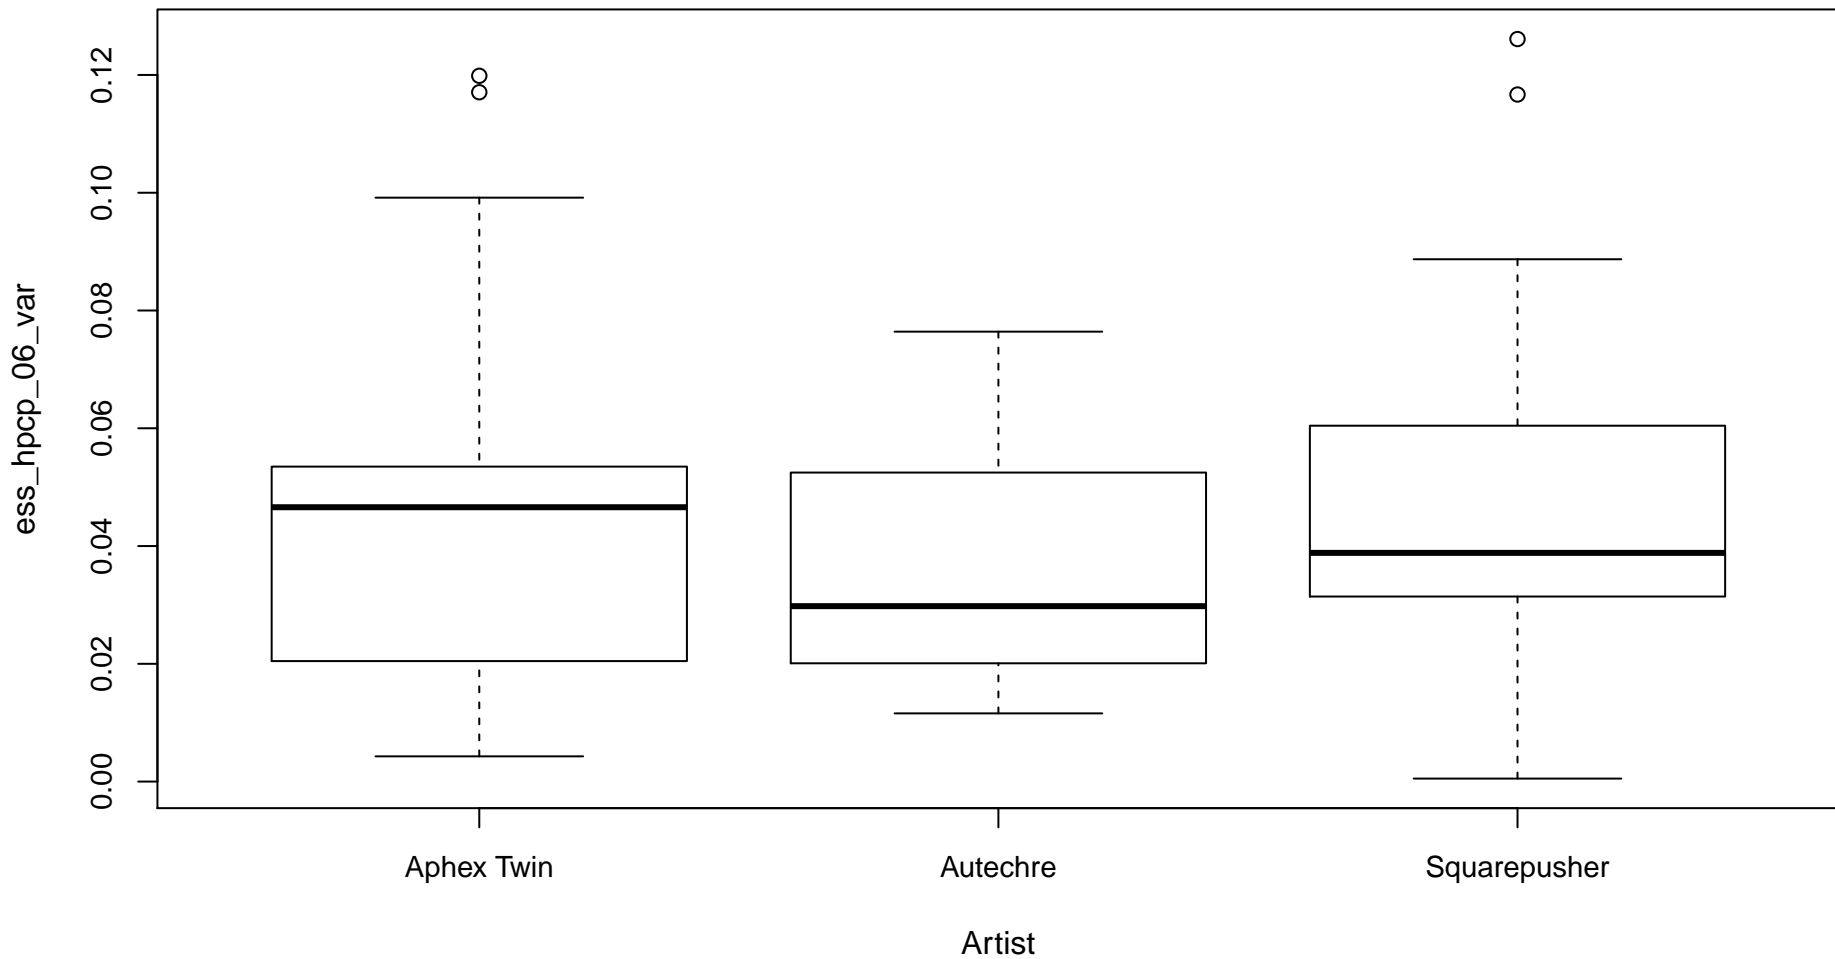 ess_hpcp_06_var
0.12
0.10
0.08
0.06
0.04
0.02
0.00
Aphex Twin
Autechre
Squarepusher
Artist